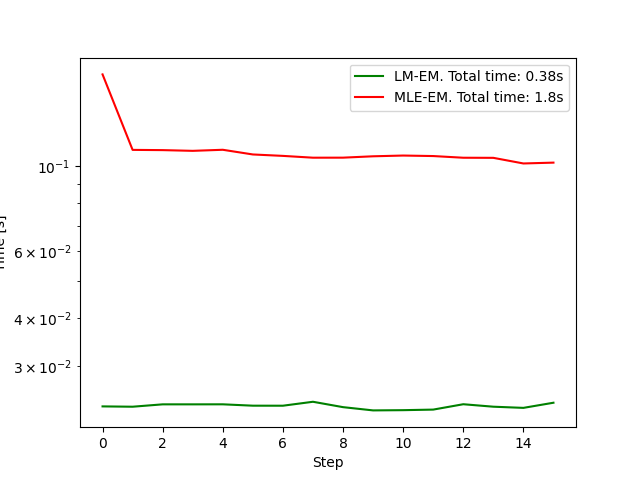 LM-EM. Total time: 0.38s
MLE-EM. Total time: 1.8s
10⁻¹
6 × 10⁻²
4 × 10⁻²
3 × 10⁻²
0 2 4 6 8 10 12 14
Step
[s]